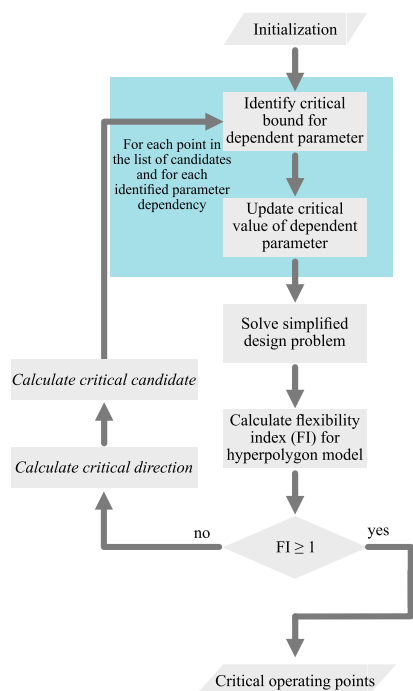 Initialization
Identify critical
bound for
dependent parameter
For each point in
the list of candidates
and for each
identified parameter
dependency
Update critical
value of dependent
parameter
Solve simplified
design problem
Calculate critical candidate
Calculate flexibility
index (FI) for
hyperpolygon model
Calculate critical direction
no
yes
FI ≥ 1
Critical operating points